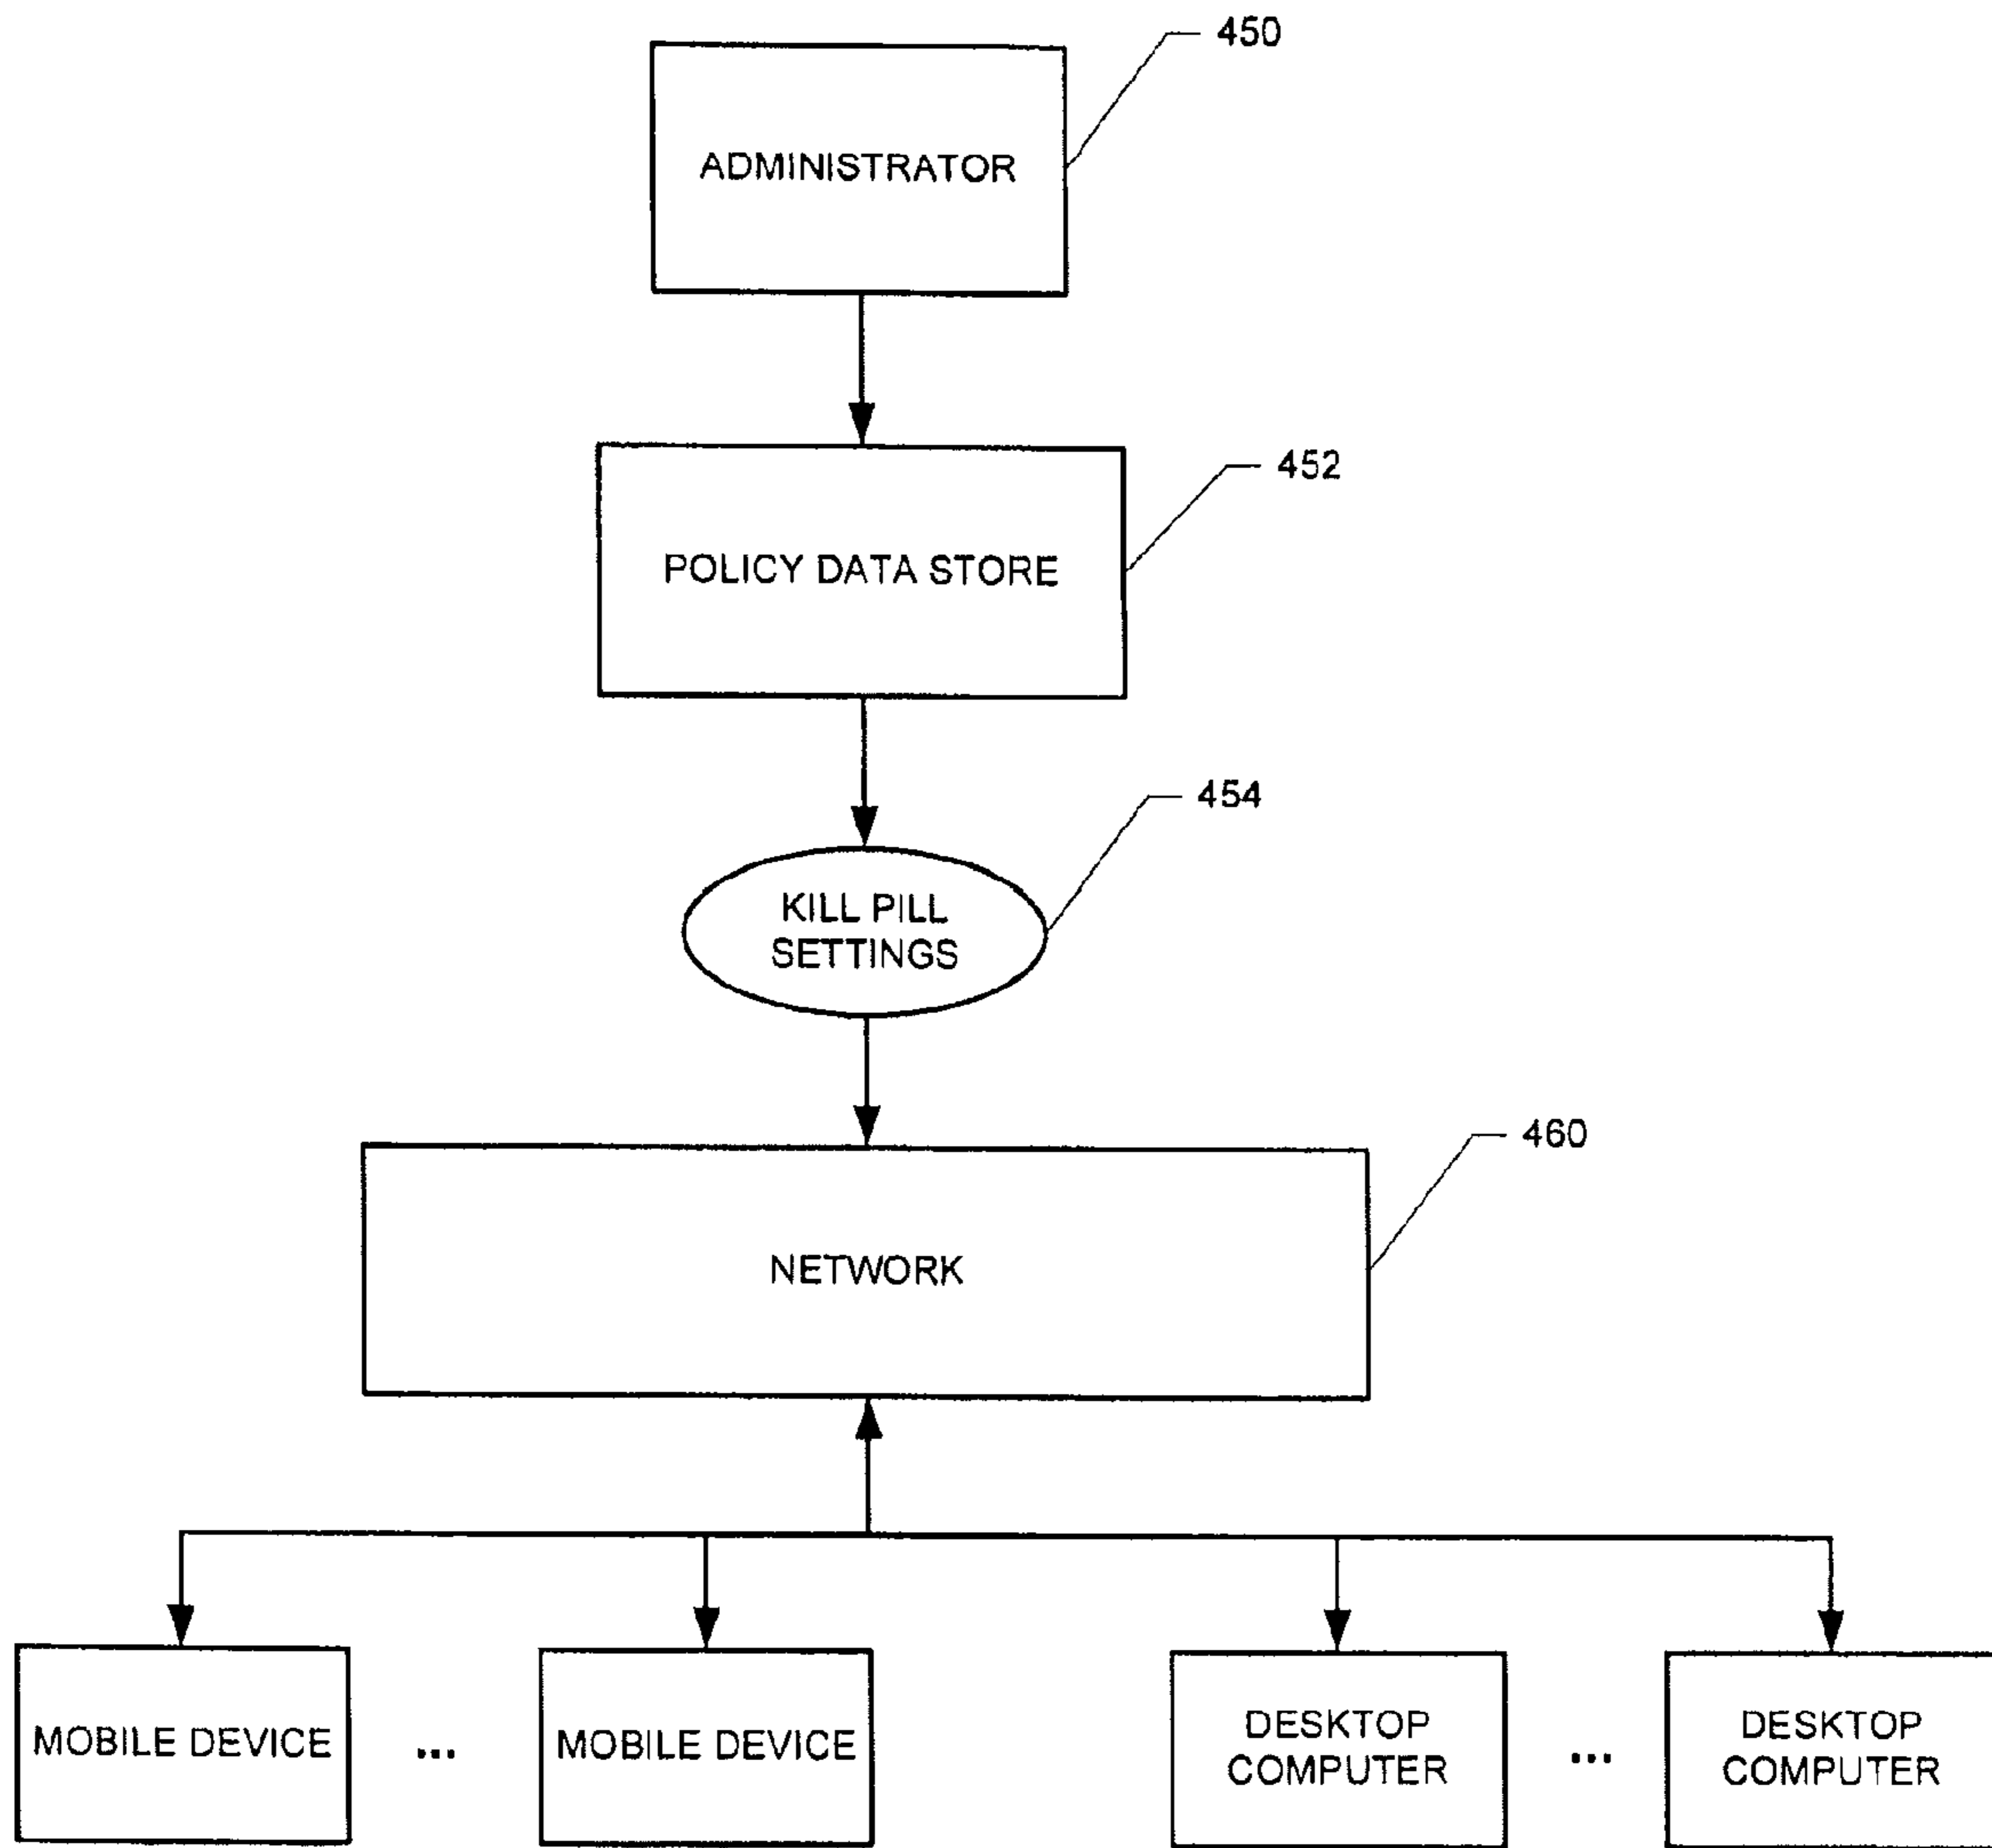 450
ADMINISTRATOR
452
POLICY DATA STORE
454
KILL PILL
SETTINGS
460
NETWORK
MOBILE DEVICE
...
MOBILE DEVICE
DESKTOP
COMPUTER
...
DESKTOP
COMPUTER